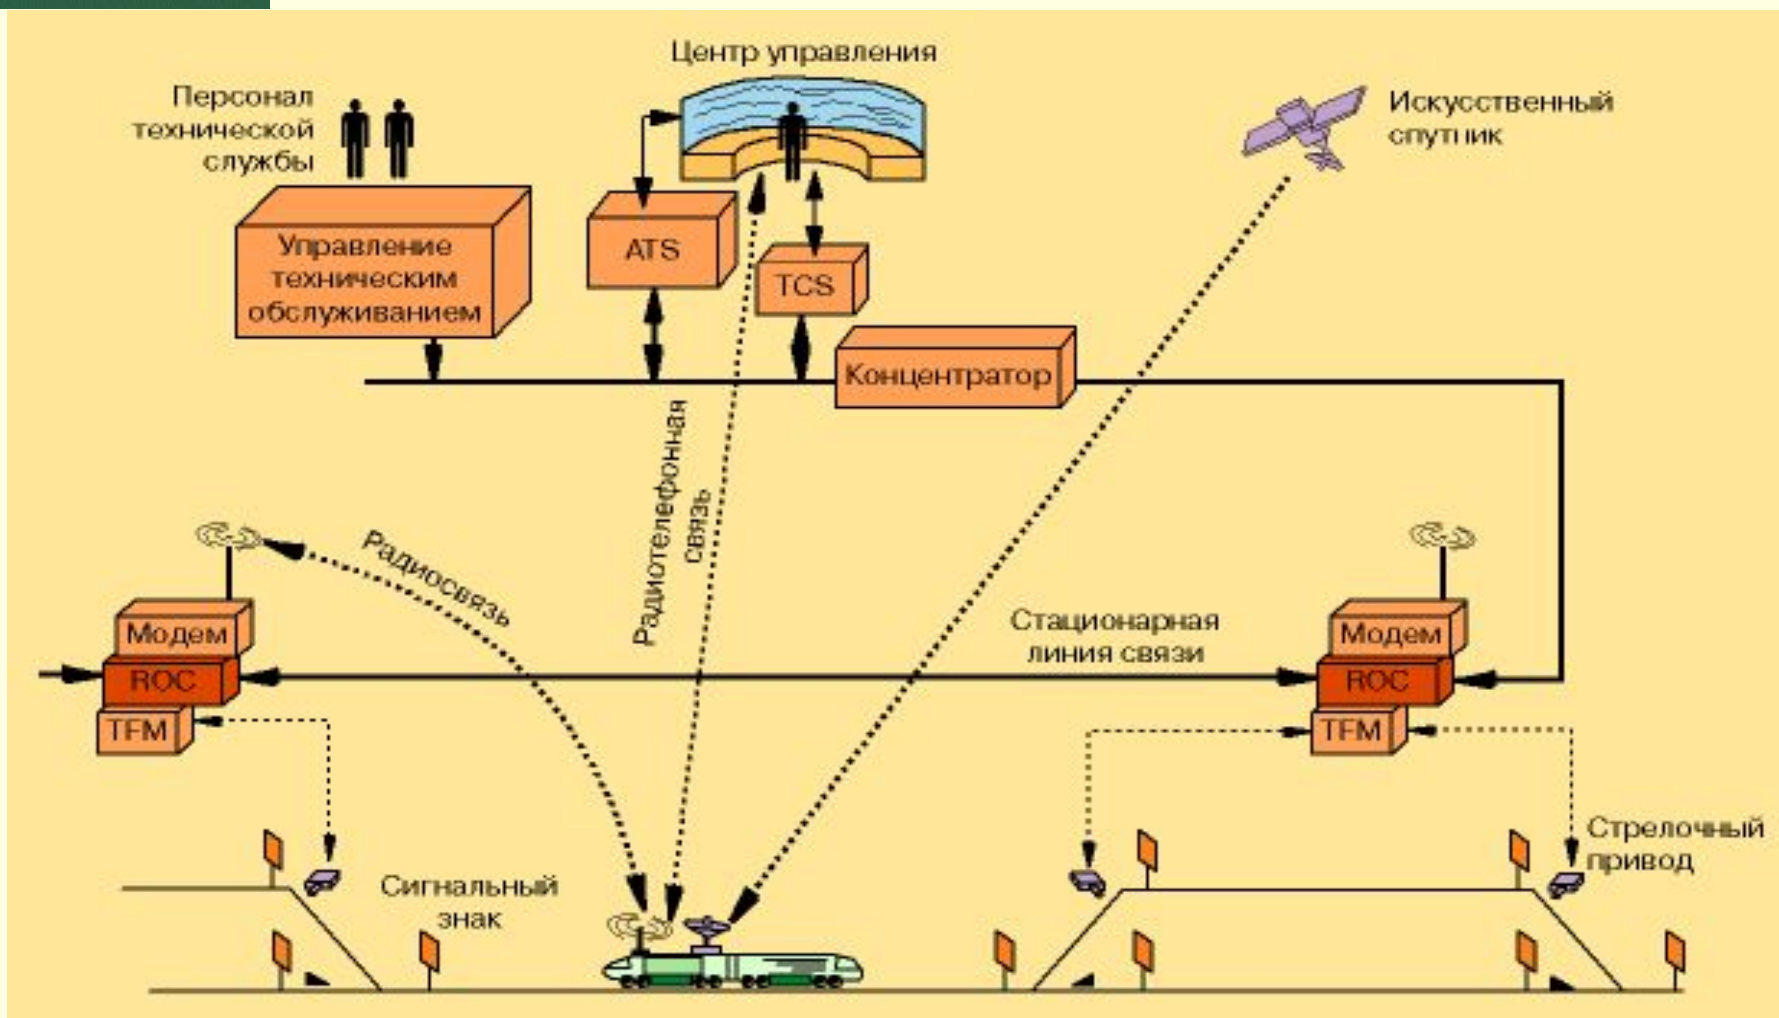 Центр управления
Персонал
технической
службы
Искусственный
спутник
Управление
техническим
обслуживанием
ATS
TCS
Концентратор
Радиотелефонная
связь
Радиосвязь
Стационарная
линия связи
Модем
ROC
TFM
Модем
ROC
TFM
Сигнальный
знак
Стрелочный
привод